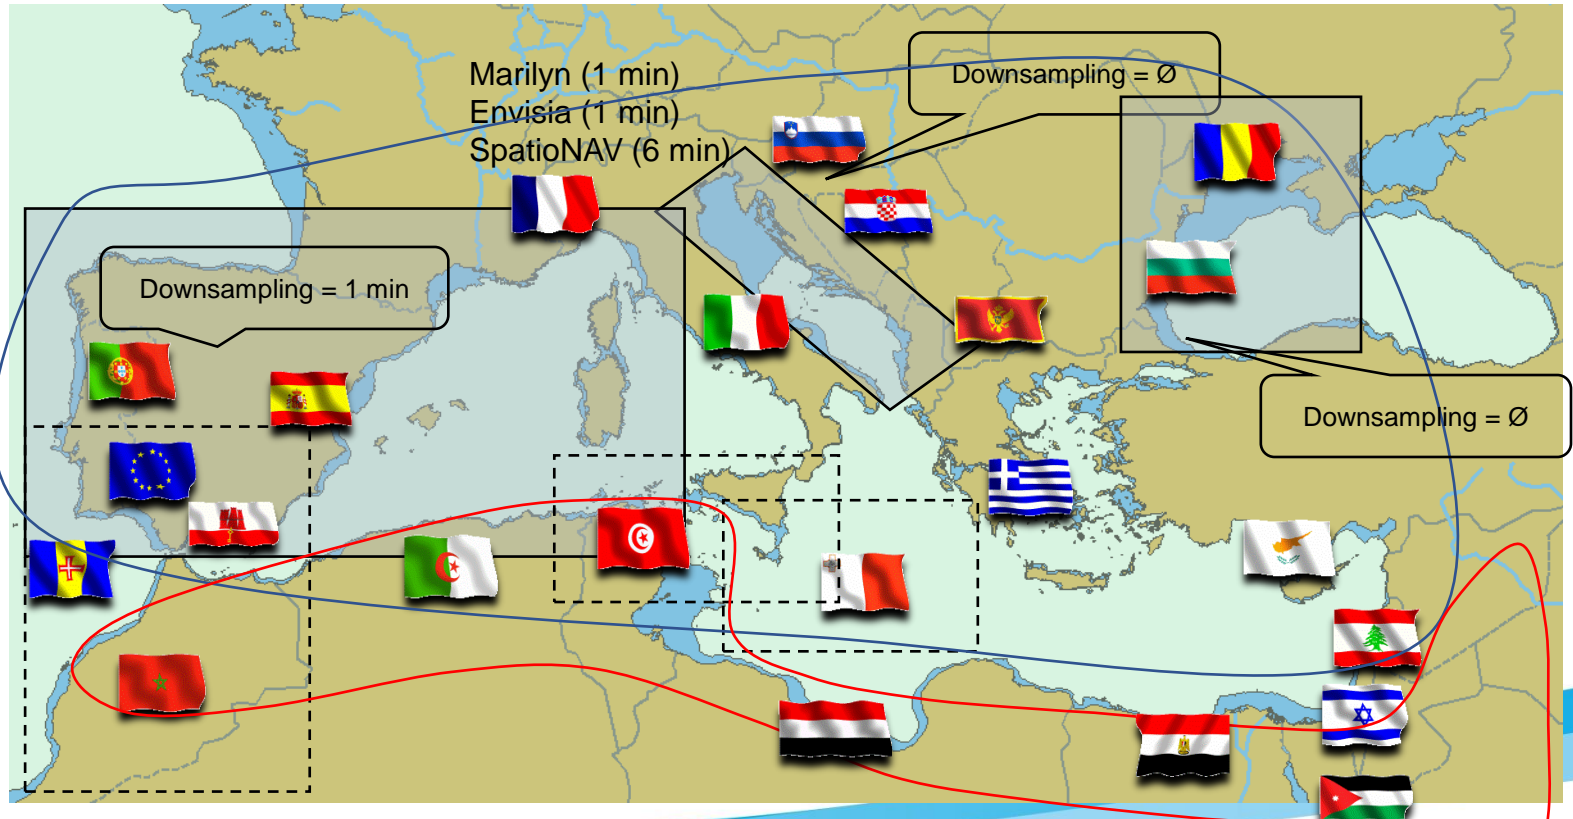 Marilyn (1 min)
Envisia (1 min)
SpatioNAV (6 min)
Downsampling = Ø
Downsampling = 1 min
Downsampling = Ø